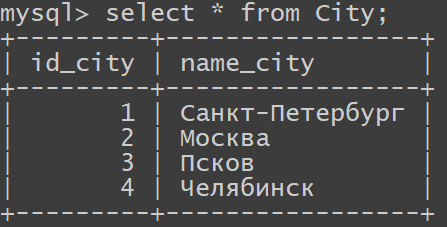 mysql> select * from City;
+---------+-----------------+
| id_city | name_city       |
+---------+-----------------+
|       1 | Санкт-Петербург |
|       2 | Москва          |
|       3 | Псков           |
|       4 | Челябинск       |
+---------+-----------------+